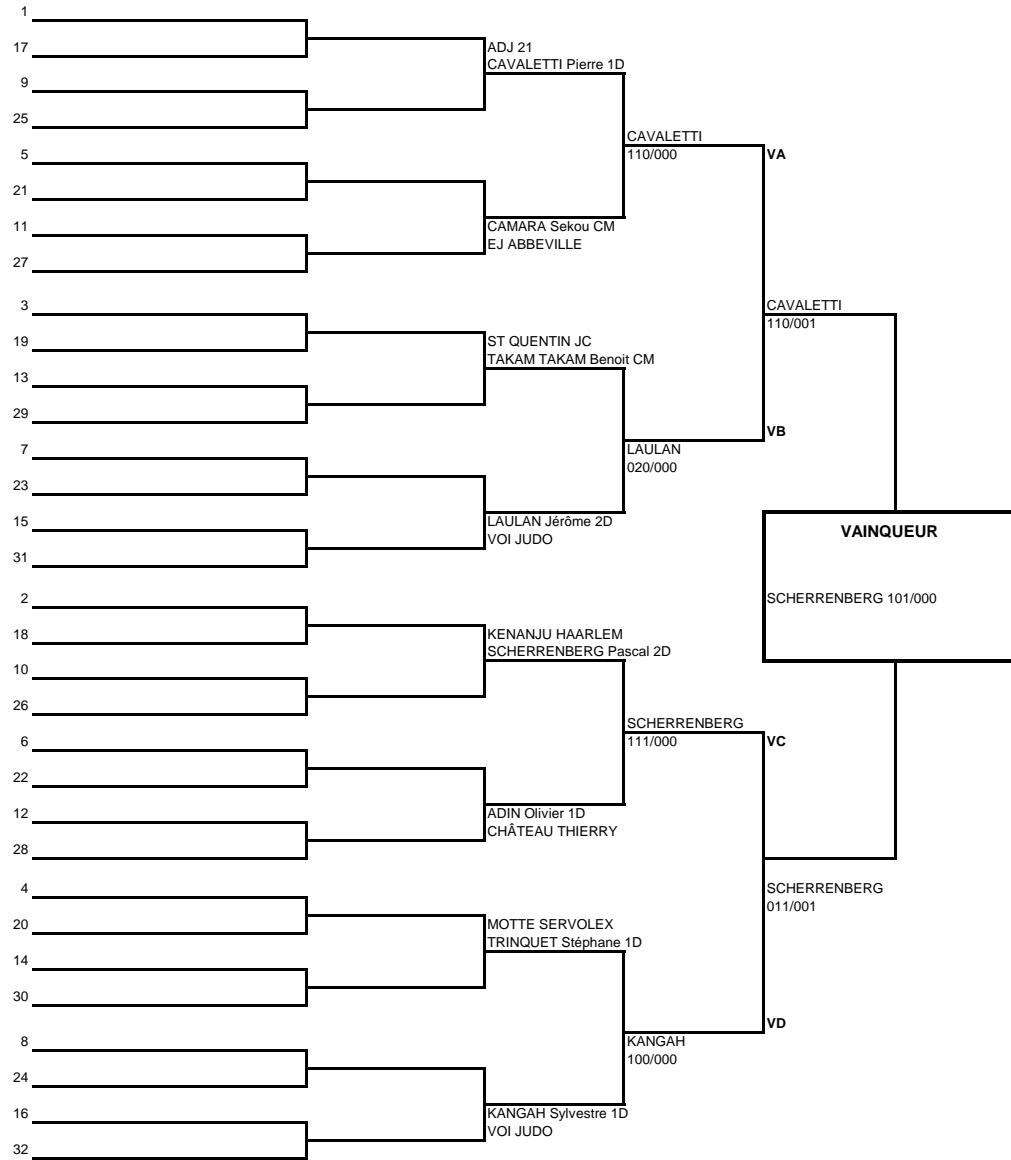 1
17
ADJ 21
CAVALETTI Pierre 1D
9
25
CAVALETTI
110/000
VA
5
21
11
CAMARA Sekou CM
EJ ABBEVILLE
27
3
CAVALETTI
110/001
19
ST QUENTIN JC
TAKAM TAKAM Benoit CM
13
29
VB
7
LAULAN
020/000
23
15
LAULAN Jérôme 2D
VOI JUDO
31
VAINQUEUR
SCHERRENBERG 101/000
2
18
KENANJU HAARLEM
SCHERRENBERG Pascal 2D
10
26
SCHERRENBERG
111/000
VC
6
22
12
ADIN Olivier 1D
CHÂTEAU THIERRY
28
4
SCHERRENBERG
011/001
20
MOTTE SERVOLEX
TRINQUET Stéphane 1D
14
30
VD
8
KANGAH
100/000
24
16
KANGAH Sylvestre 1D
VOI JUDO
32